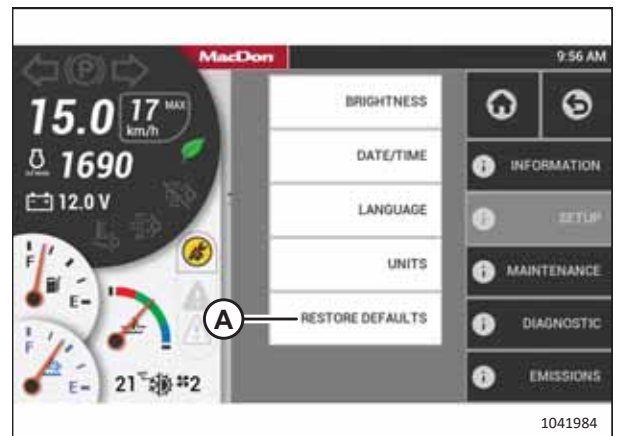 MacDon
9:56 AM
P
15.0 17 MAX
km/h
1690
12.0 V
F
E
F
E
21° 2
BRIGHTNESS
DATE/TIME
LANGUAGE
UNITS
A RESTORE DEFAULTS
INFORMATION
SETUP
MAINTENANCE
DIAGNOSTIC
EMISSIONS
1041984